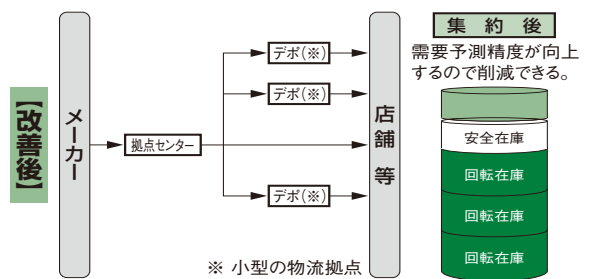 【改善後】
メーカー
拠点センター
デポ(※)
デポ(※)
デポ(※)
店舗等
※ 小型の物流拠点
集約後
需要予測精度が向上
するので削減できる。
安全在庫
回転在庫
回転在庫
回転在庫